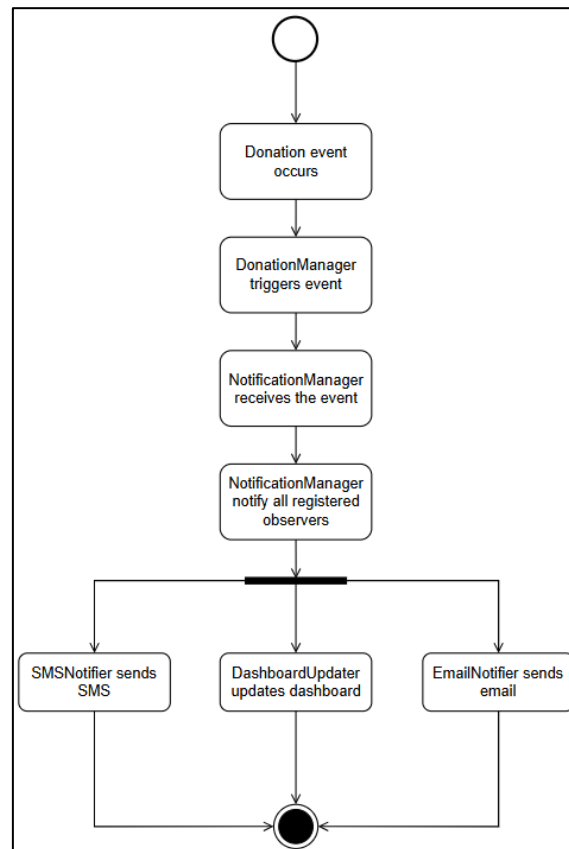 Donation event
occurs
DonationManager
triggers event
NotificationManager
receives the event
NotificationManager
notify all registered
observers
SMSNotifier sends
SMS
DashboardUpdater
updates dashboard
EmailNotifier sends
email